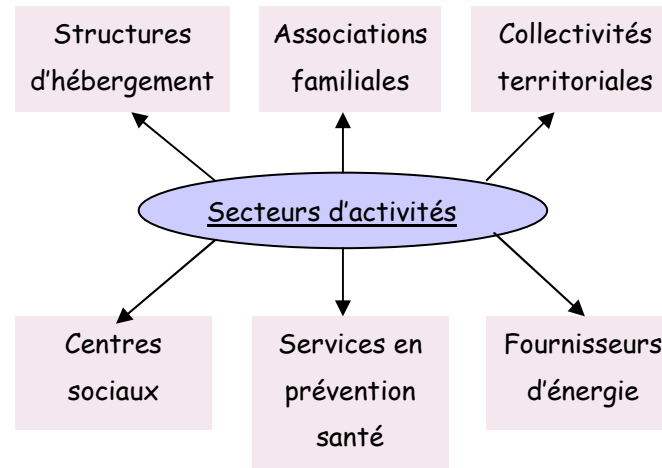 Structures
d'hébergement
Associations
familiales
Collectivités
territoriales
Secteurs d'activités
Centres
sociaux
Services en
prévention
santé
Fournisseurs
d'énergie